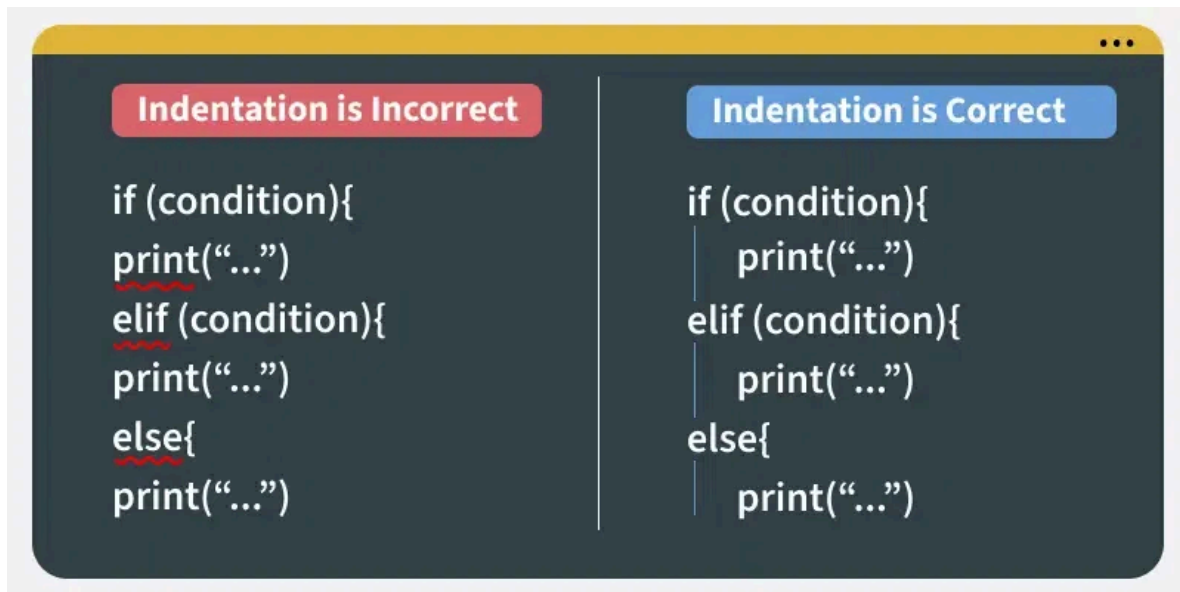 Indentation is Incorrect
if (condition){
print(“...”)
elif (condition){
print(“...”)
else{
print(“...”)
Indentation is Correct
if (condition){
print(“...”)
elif (condition){
print(“...”)
else{
print(“...”)